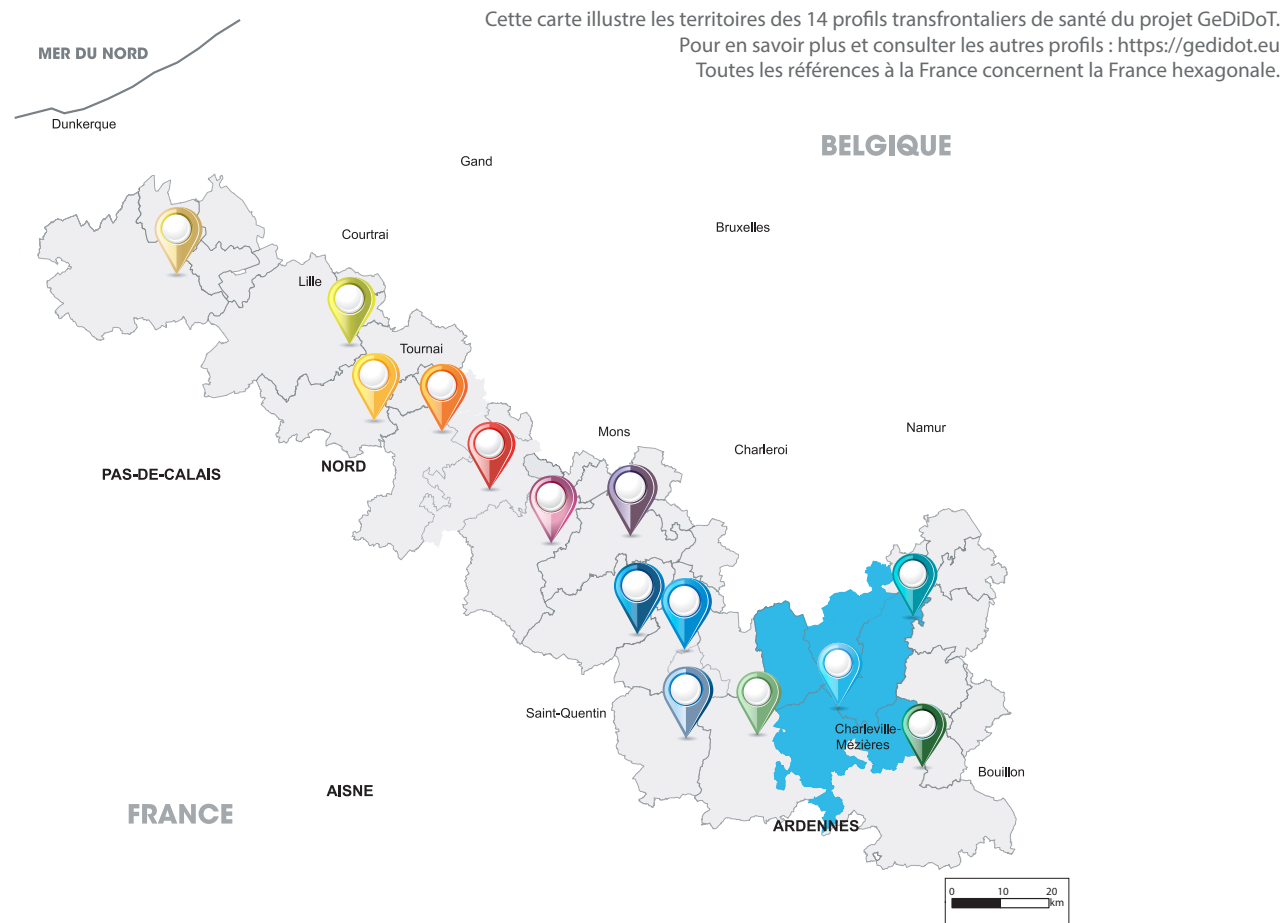 Cette carte illustre les territoires des 14 profils transfrontaliers de santé du projet GeDiDoT.
Pour en savoir plus et consulter les autres profils : https://gedidot.eu
Toutes les références à la France concernent la France hexagonale.
MER DU NORD
Dunkerque
BELGIQUE
Gand
Bruxelles
Courtrai
Lille
Tournai
Mons
Namur
Charleroi
NORD
PAS-DE-CALAIS
Saint-Quentin
Charleville-
Mézières
Bouillon
AISNE
FRANCE
ARDENNES
0 10 20
km